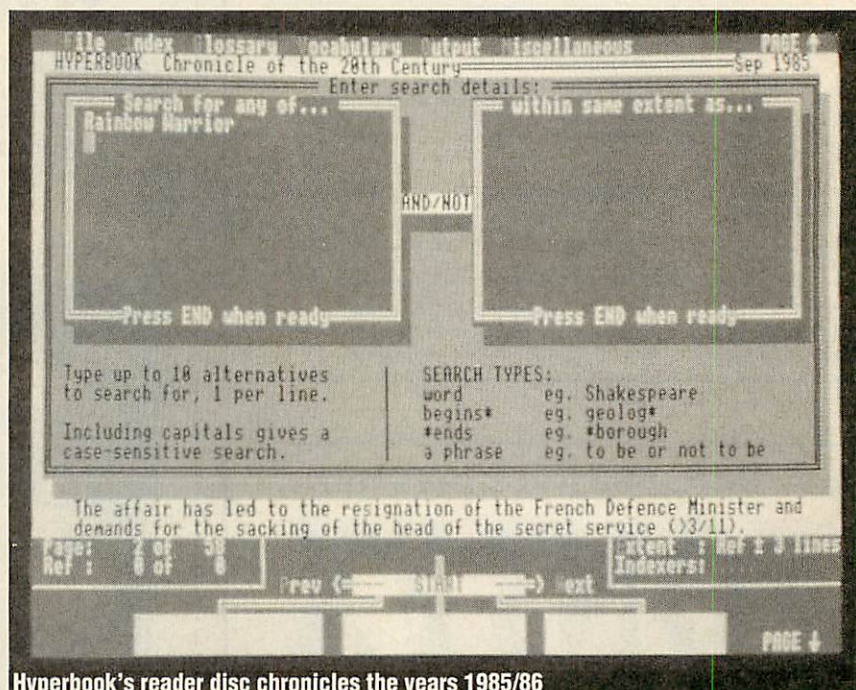 File Index Glossary Vocabulary Output Miscellaneous PAGE ↑
HYPERBOOK Chronicle of the 20th Century Sep 1985
Enter search details:
Search for any of...
within same extent as...
Rainbow Warrior
AND/NOT
Press END when ready
Press END when ready
Type up to 10 alternatives
to search for, 1 per line.
Including capitals gives a
case-sensitive search.
SEARCH TYPES:
word eg. Shakespeare
begins* eg. geolog*
*ends eg. *borough
a phrase eg. to be or not to be
The affair has led to the resignation of the French Defence Minister and
demands for the sacking of the head of the secret service (>3/11).
Page: 2 of 58
Ref : 0 of 0
Extent : Ref ± 3 lines
Indexers:
Prev (= START =) Next
PAGE ↓
Hyperbook's reader disc chronicles the years 1985/86